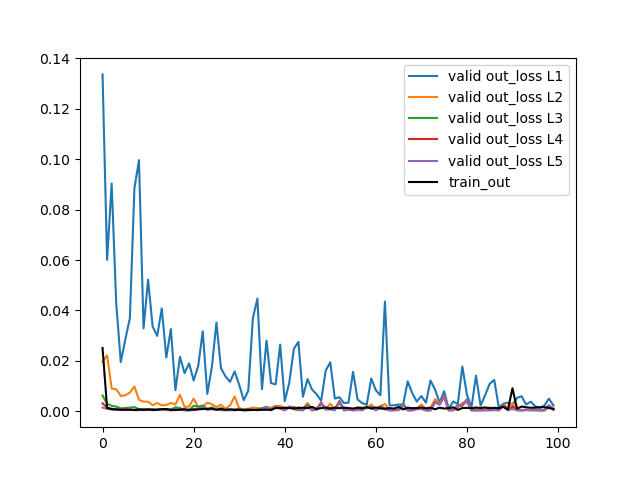 0.14
0.12
0.10
0.08
0.06
0.04
0.02
0.00
0 20 40 60 80 100
valid out_loss L1
valid out_loss L2
valid out_loss L3
valid out_loss L4
valid out_loss L5
train_out